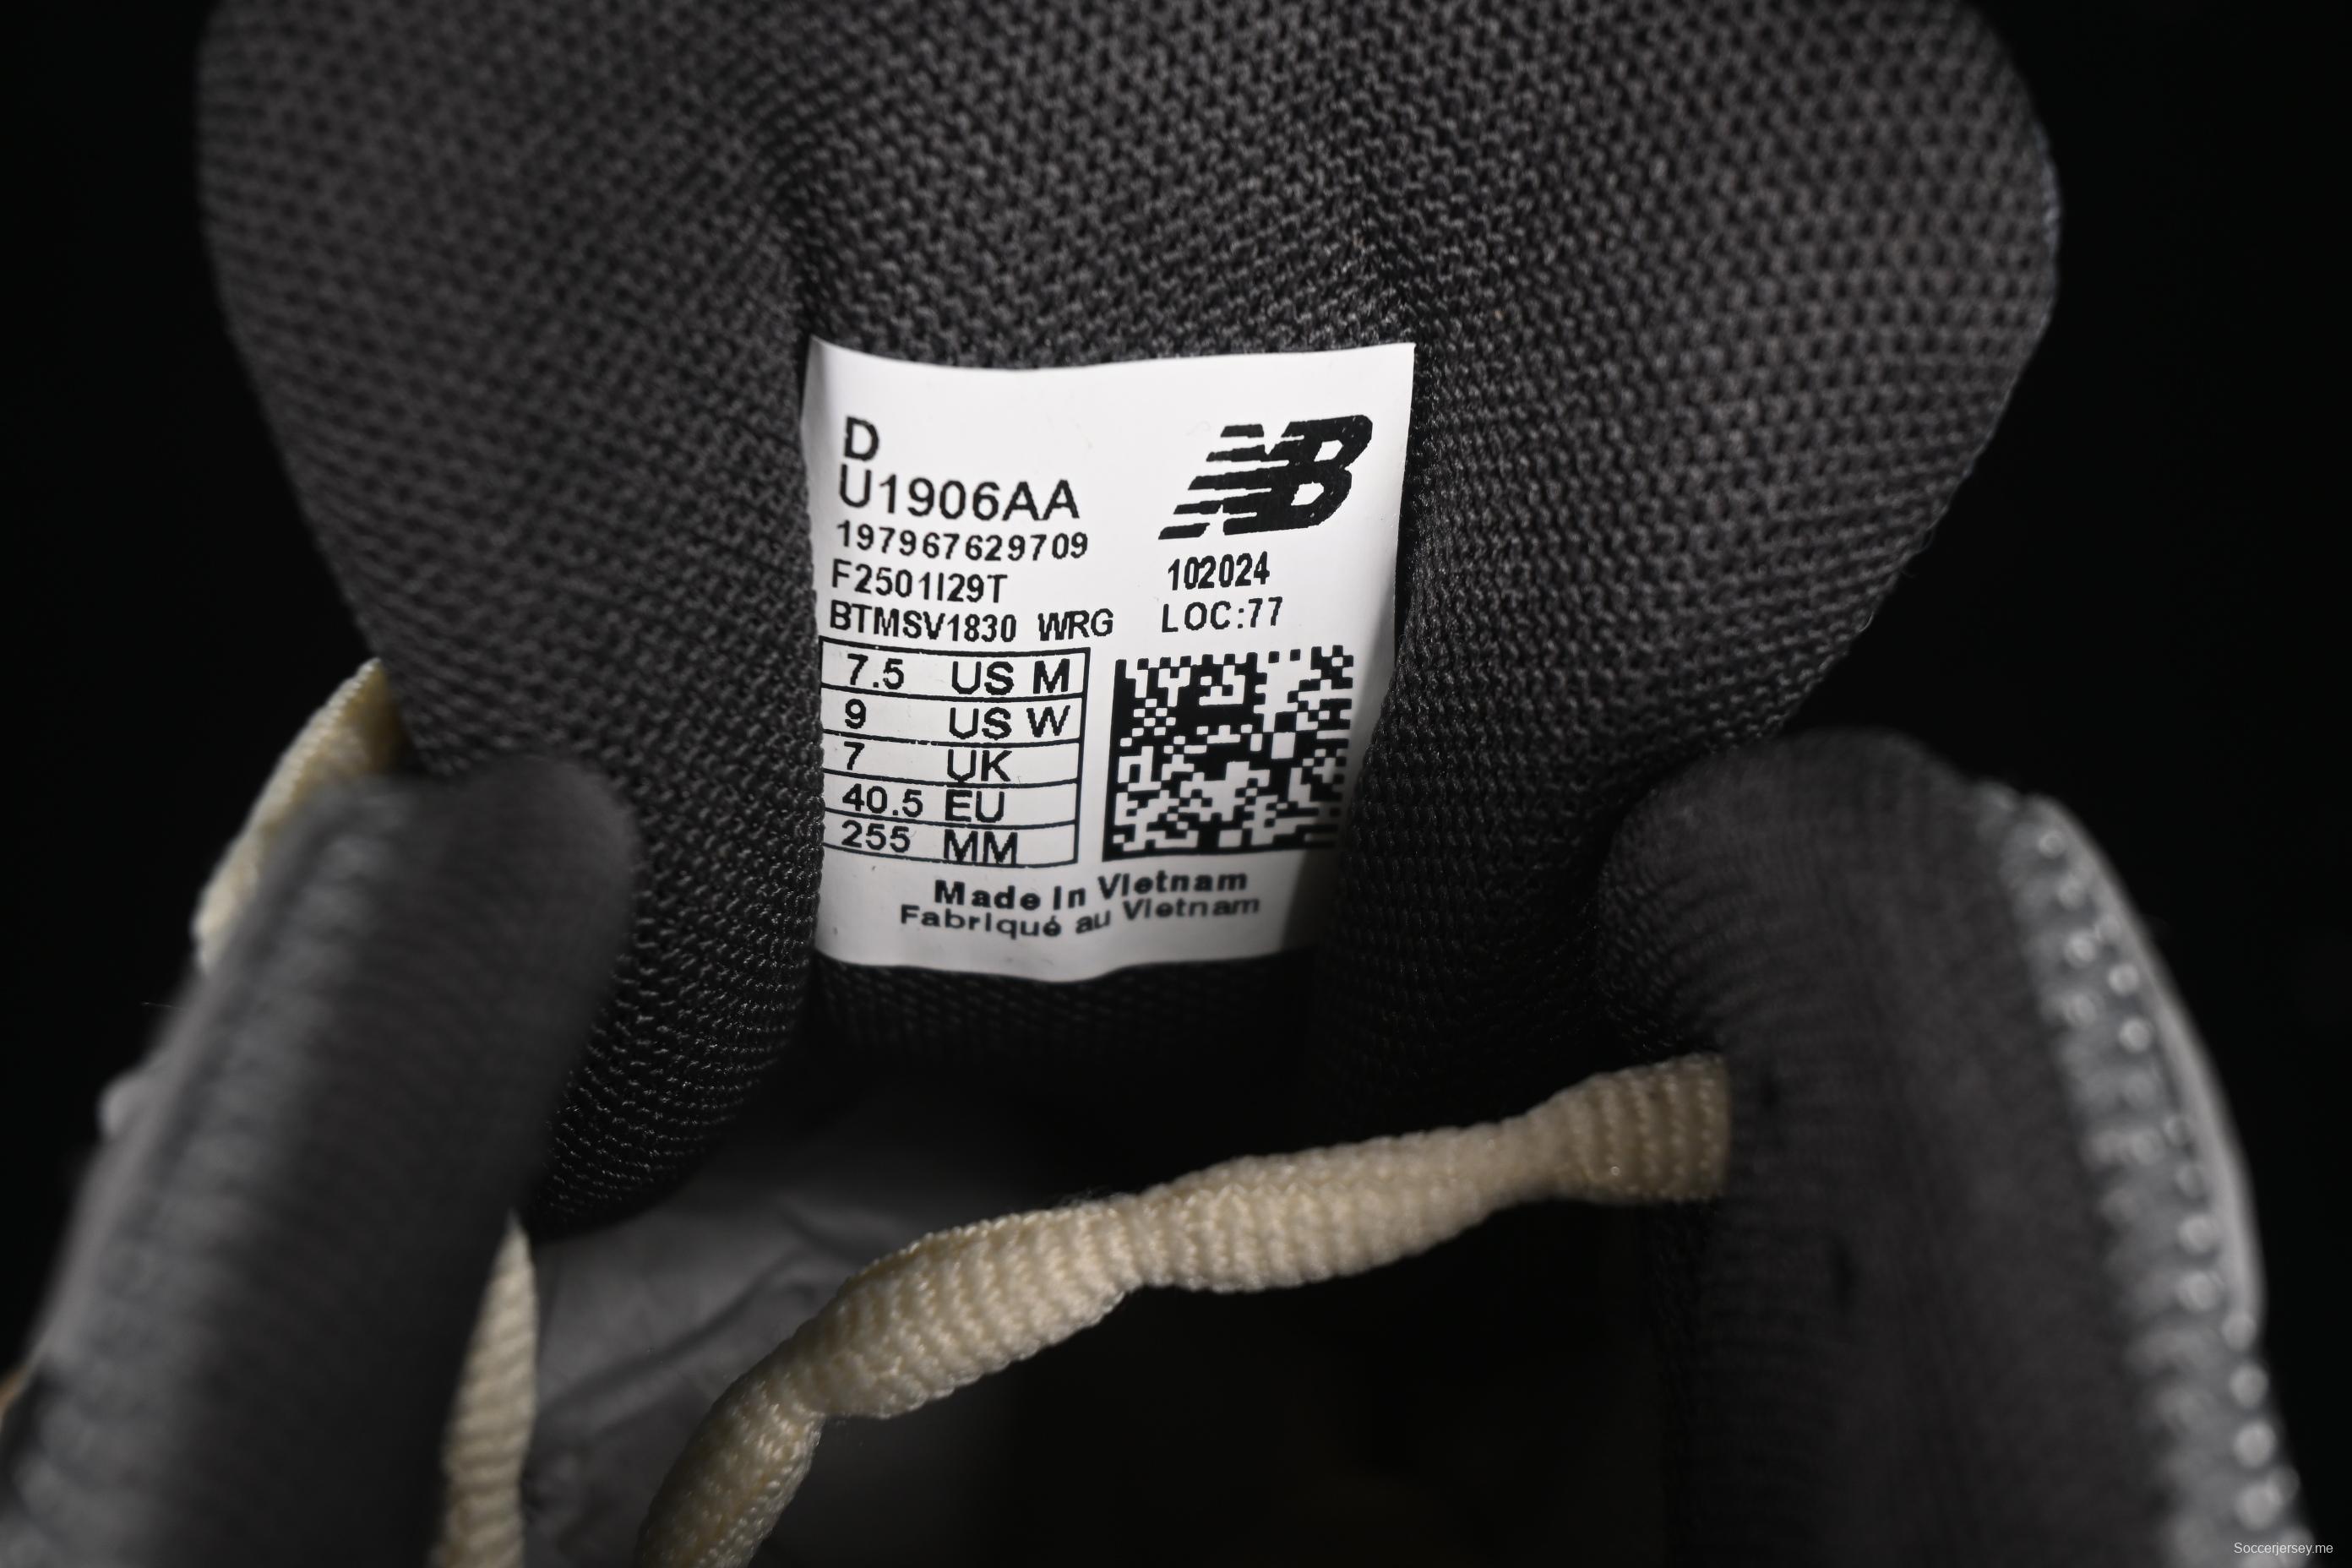 D
U1906AA
NB
197967629709
102024
F2501I29T
LOC:77
BTMSV1830 WRG
7.5 US M
9 US W
7 UK
40.5 EU
255 MM
Made in Vietnam
Fabriqué au Vietnam
Soccerjersey.me